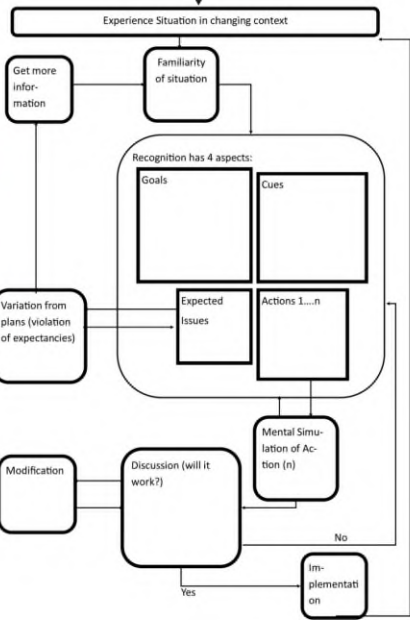 Experience Situation in changing context
Get more
infor-
mation
Familiarity
of situation
Recognition has 4 aspects:
Goals
Cues
Variation from
plans (violation
of expectancies)
Expected
Issues
Actions 1....n
Mental Simu-
lation of Ac-
tion (n)
Modification
Discussion (will it
work?)
No
Yes
Im-
plementati
on